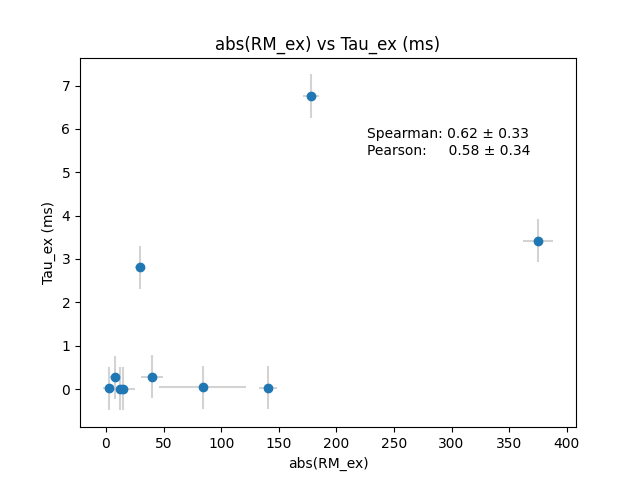 abs(RM_ex) vs Tau_ex (ms)
7
6
5
4
3
2
1
0
Tau_ex (ms)
Spearman: 0.62 ± 0.33
Pearson: 0.58 ± 0.34
0 50 100 150 200 250 300 350 400
abs(RM_ex)